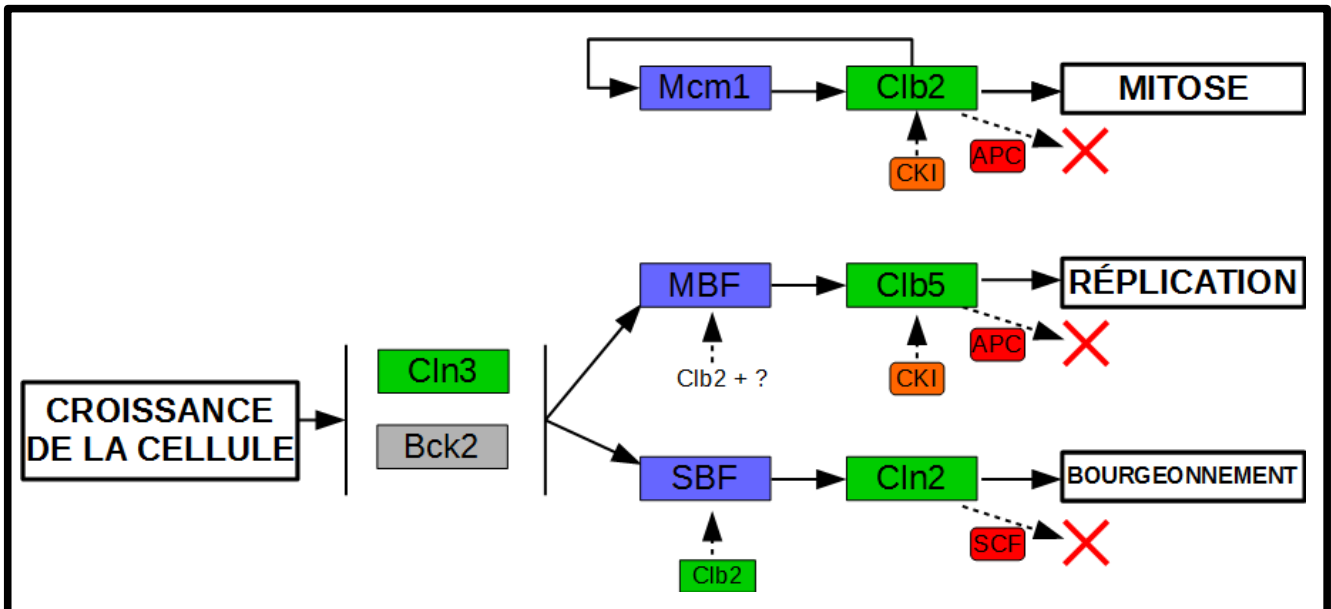 Mcm1
Clb2
MITOSE
CKI
APC
MBF
Clb5
RÉPLICATION
Clb2 + ?
CKI
APC
Cln3
Bck2
CROISSANCE
DE LA CELLULE
SBF
Cln2
BOURGEONNEMENT
Clb2
SCF